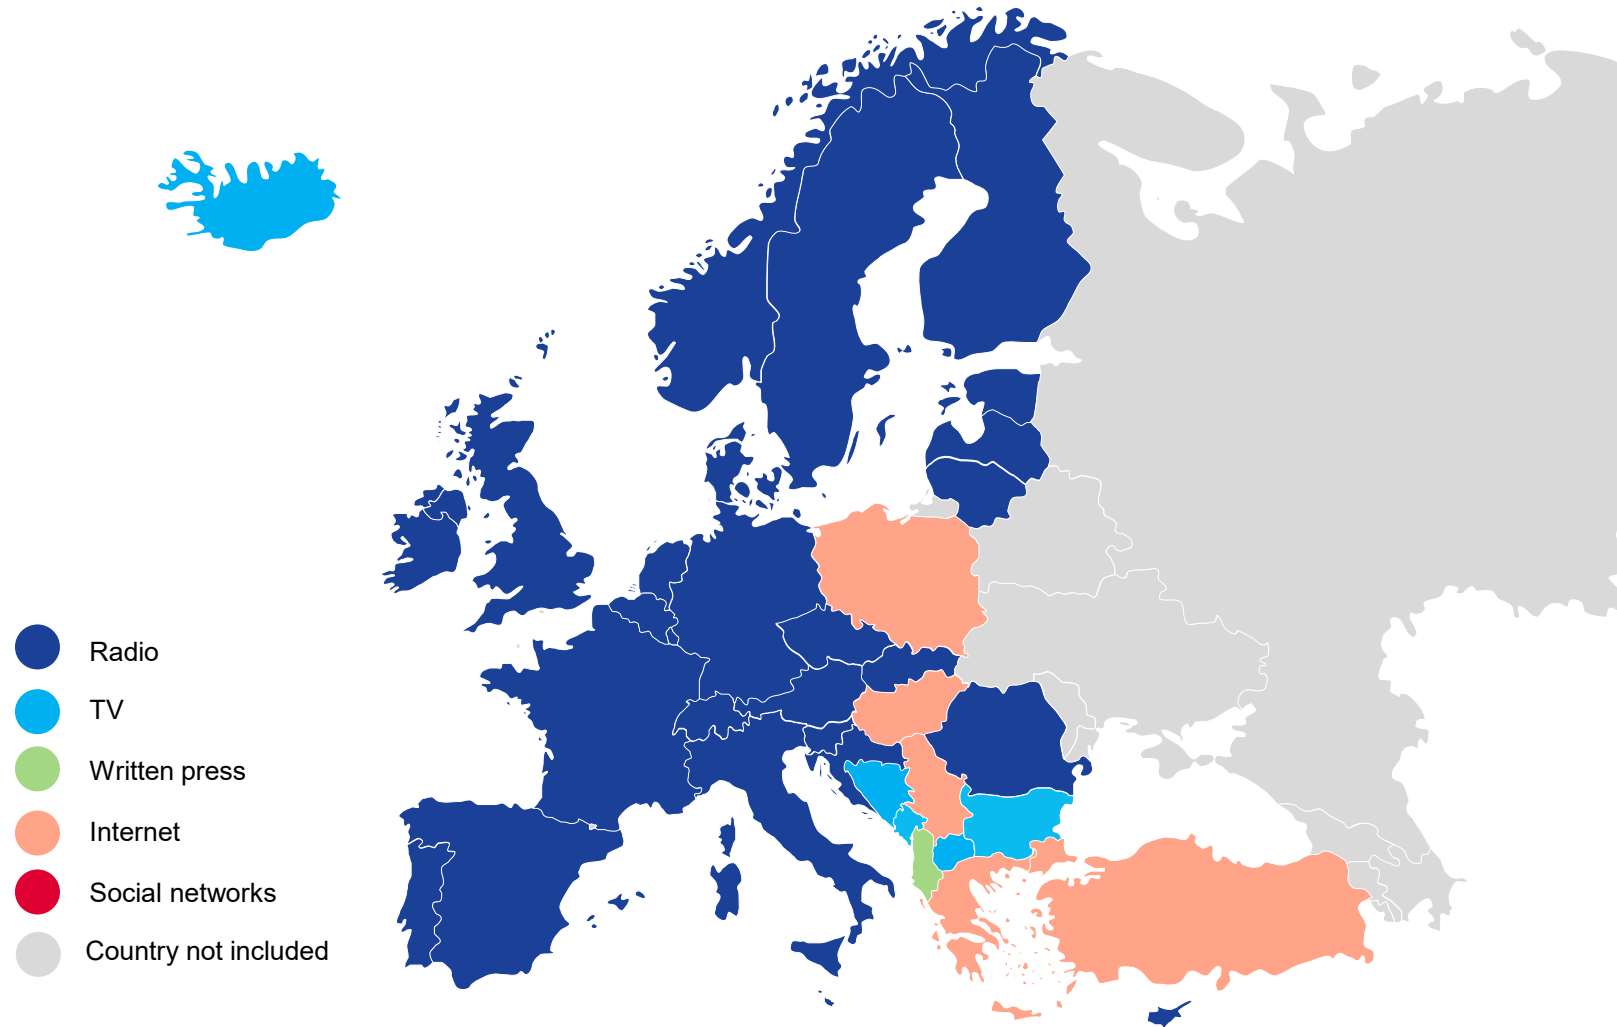 Radio
TV
Written press
Internet
Social networks
Country not included